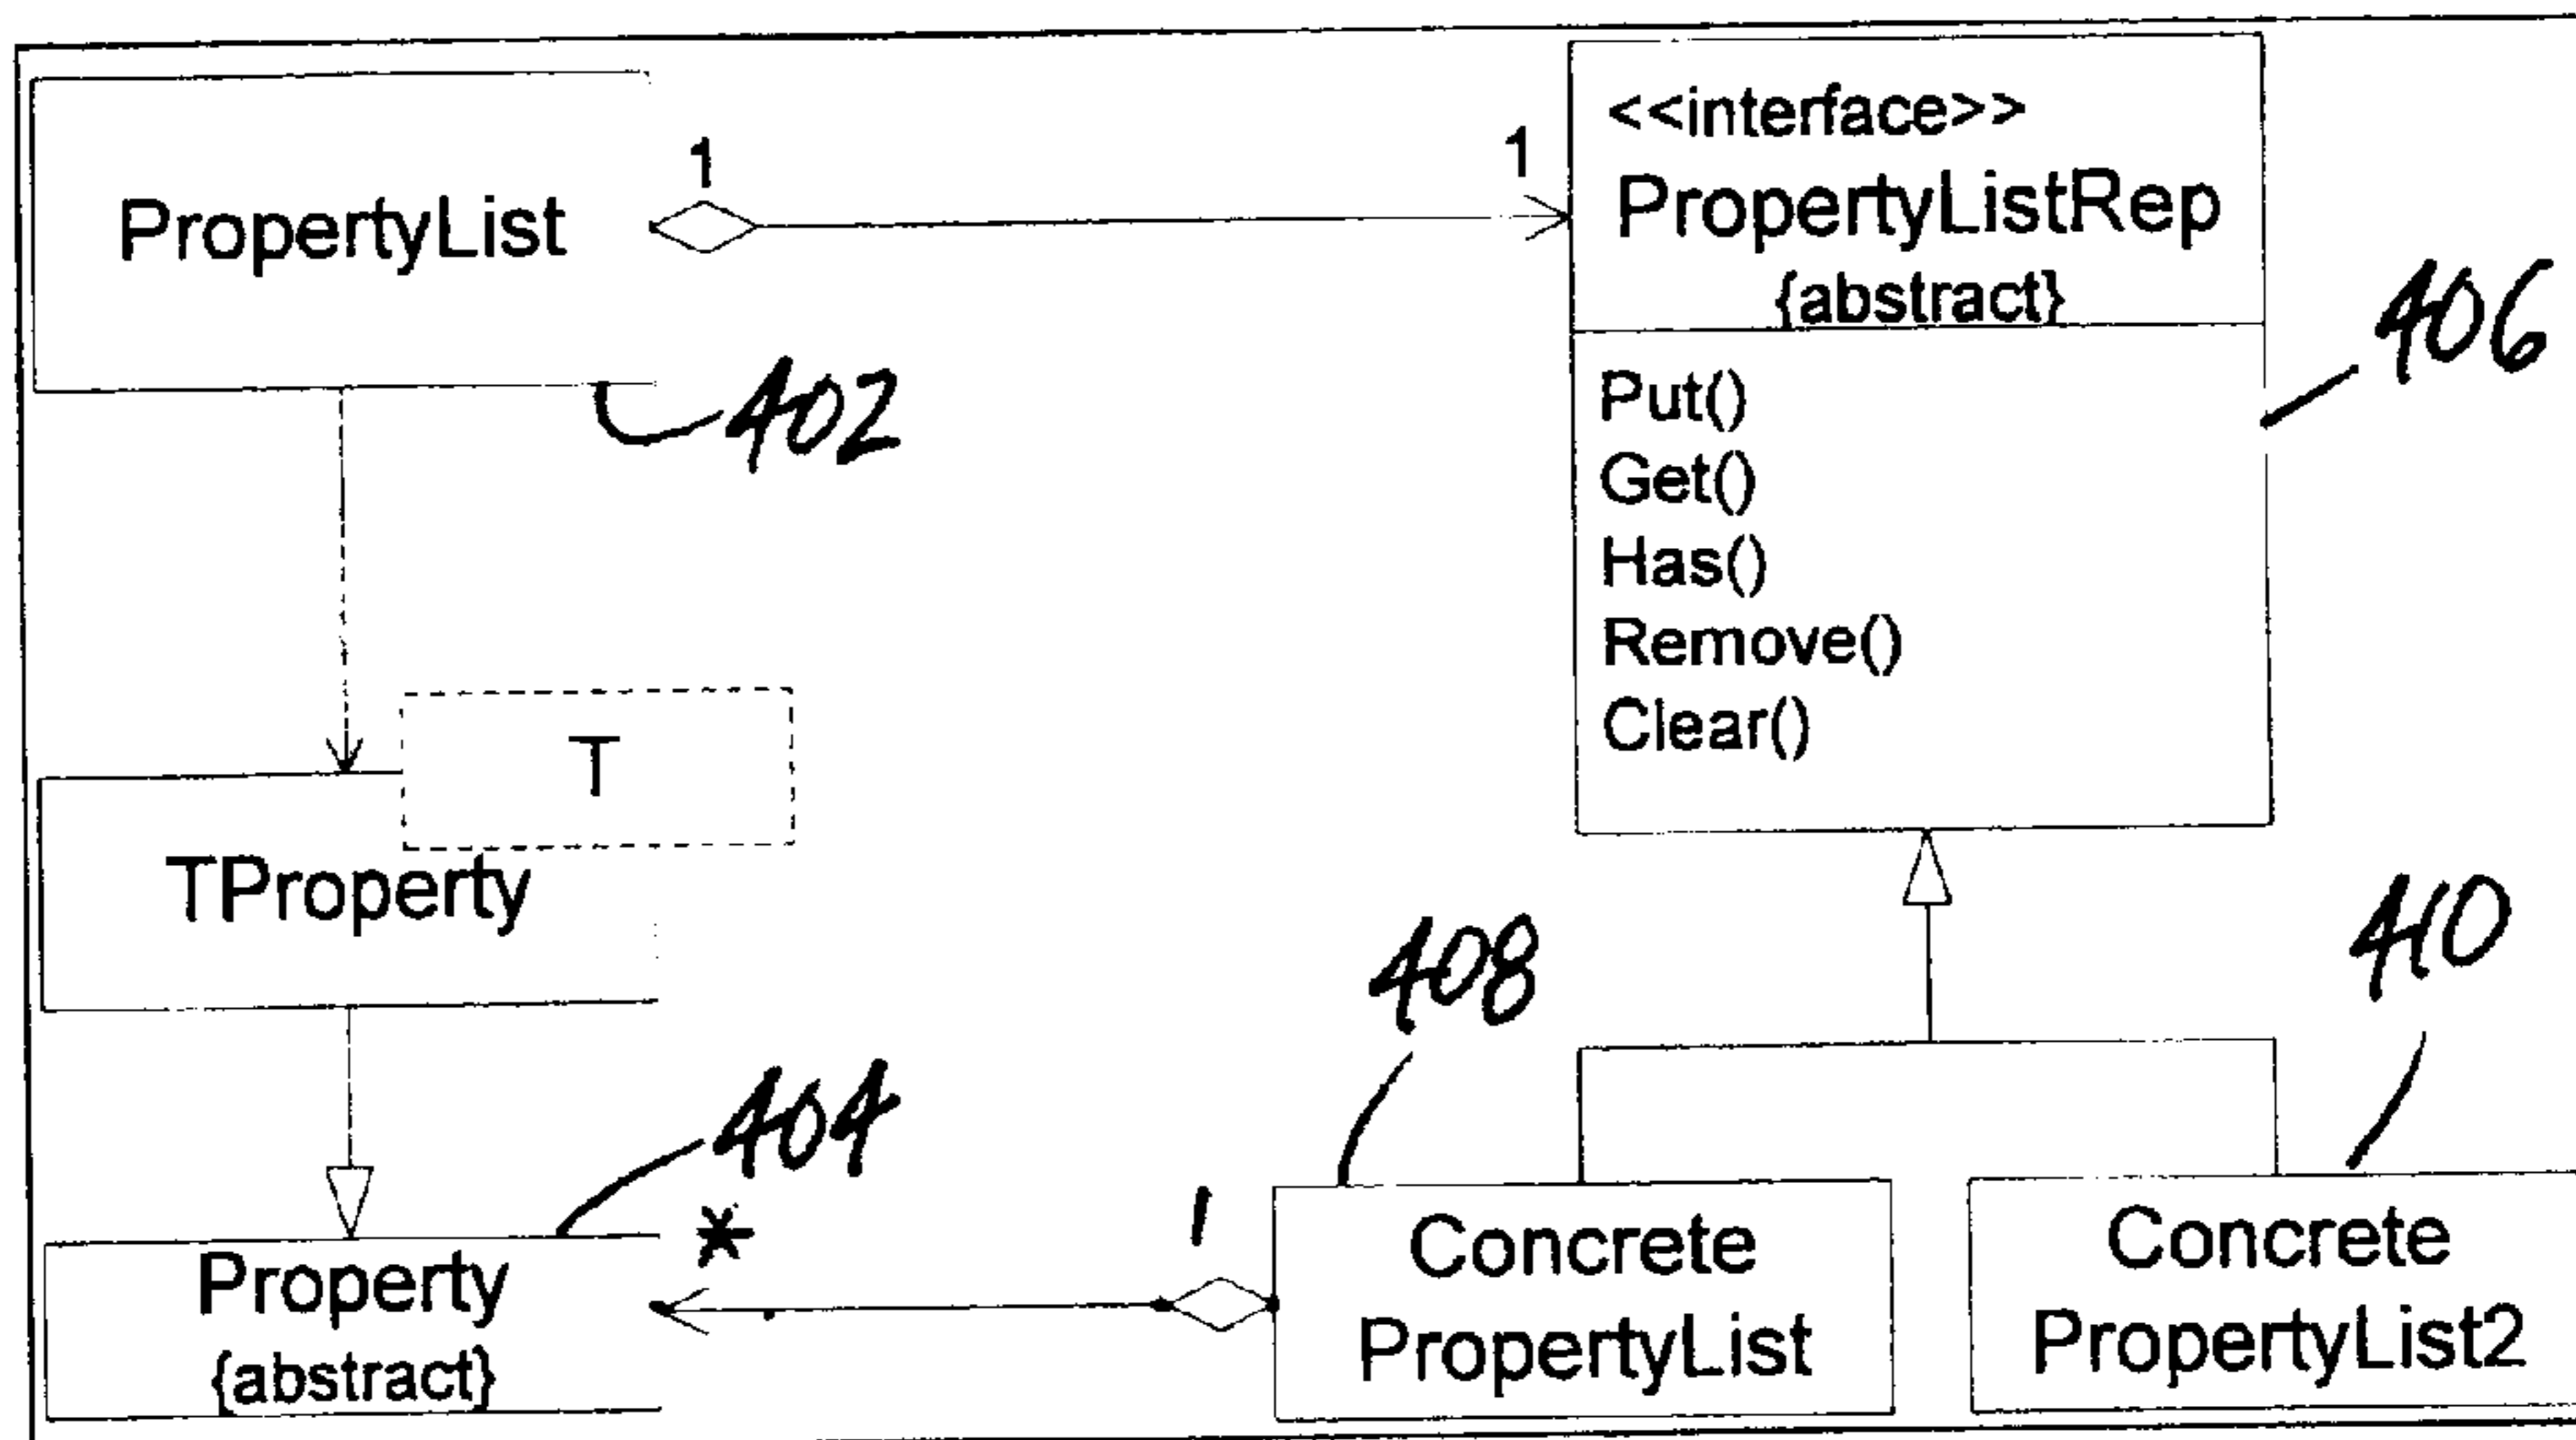 PropertyList
1
1
<<interface>>
PropertyListRep
{abstract}
Put()
Get()
Has()
Remove()
Clear()
406
402
T
TProperty
408
410
404
Property
{abstract}
*
1
Concrete
PropertyList
Concrete
PropertyList2